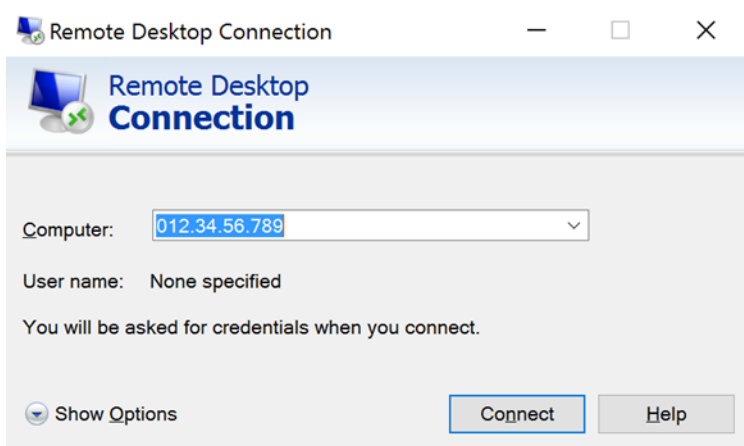 Remote Desktop Connection
Remote Desktop
Connection
Computer: 012.34.56.789
User name: None specified
You will be asked for credentials when you connect.
Show Options Connect Help